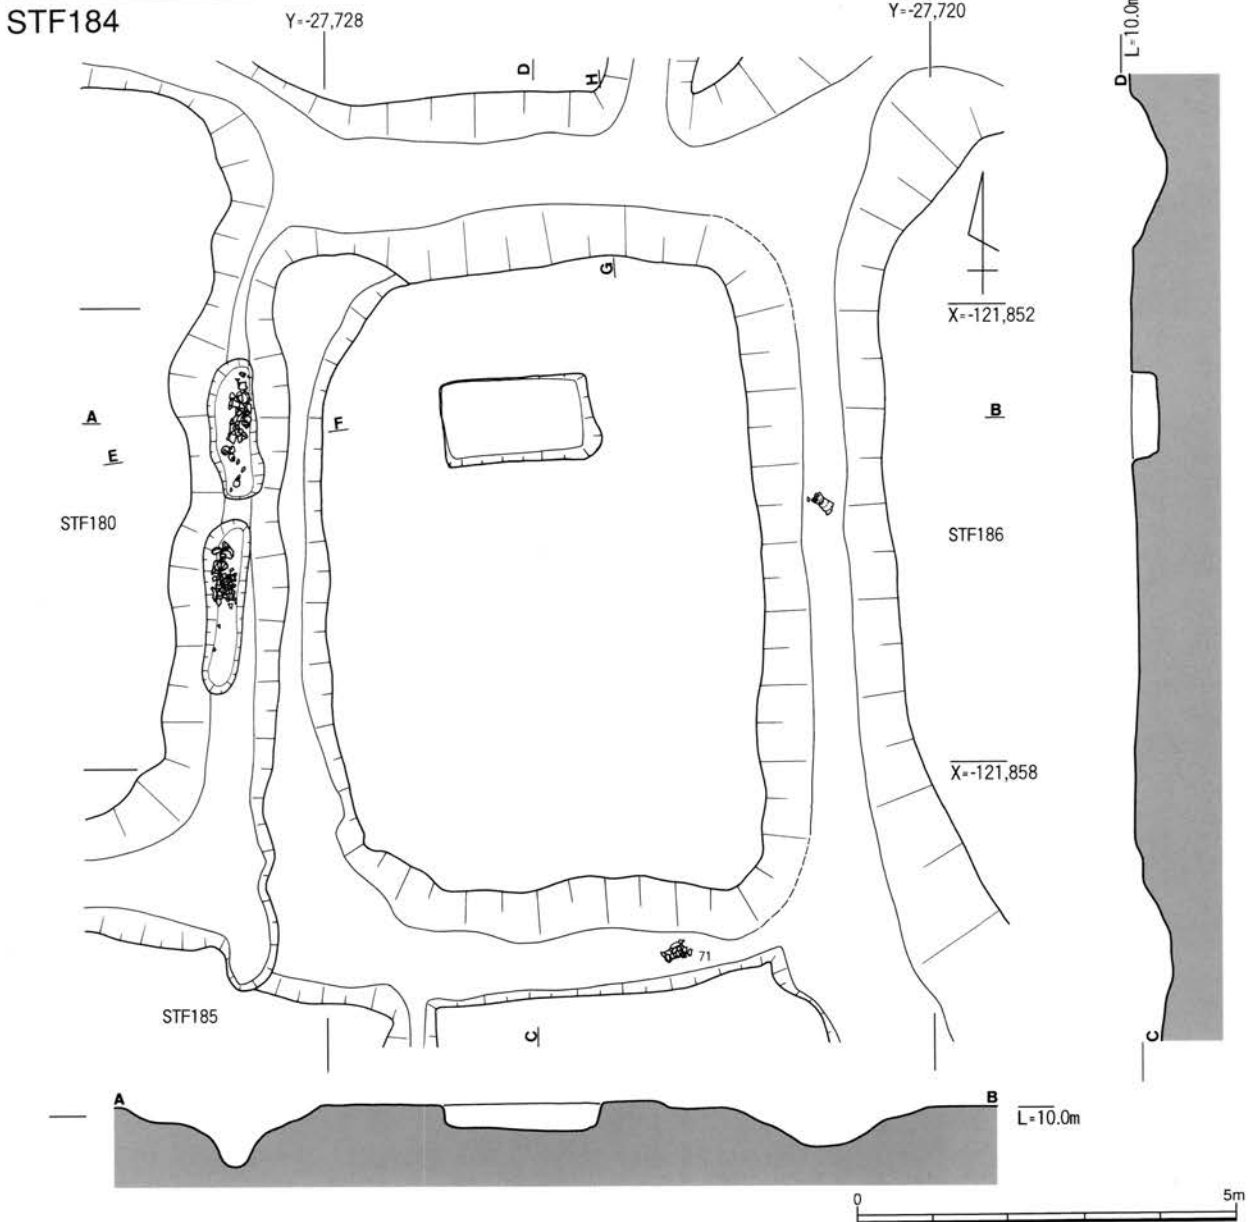 STF184
Y=-27,728
Y=-27,720
L=10.0m
D
H
D
G
X=-121,852
A
F
B
E
STF180
STF186
X=-121,858
71
STF185
C
C
A
B
L=10.0m
0
5m